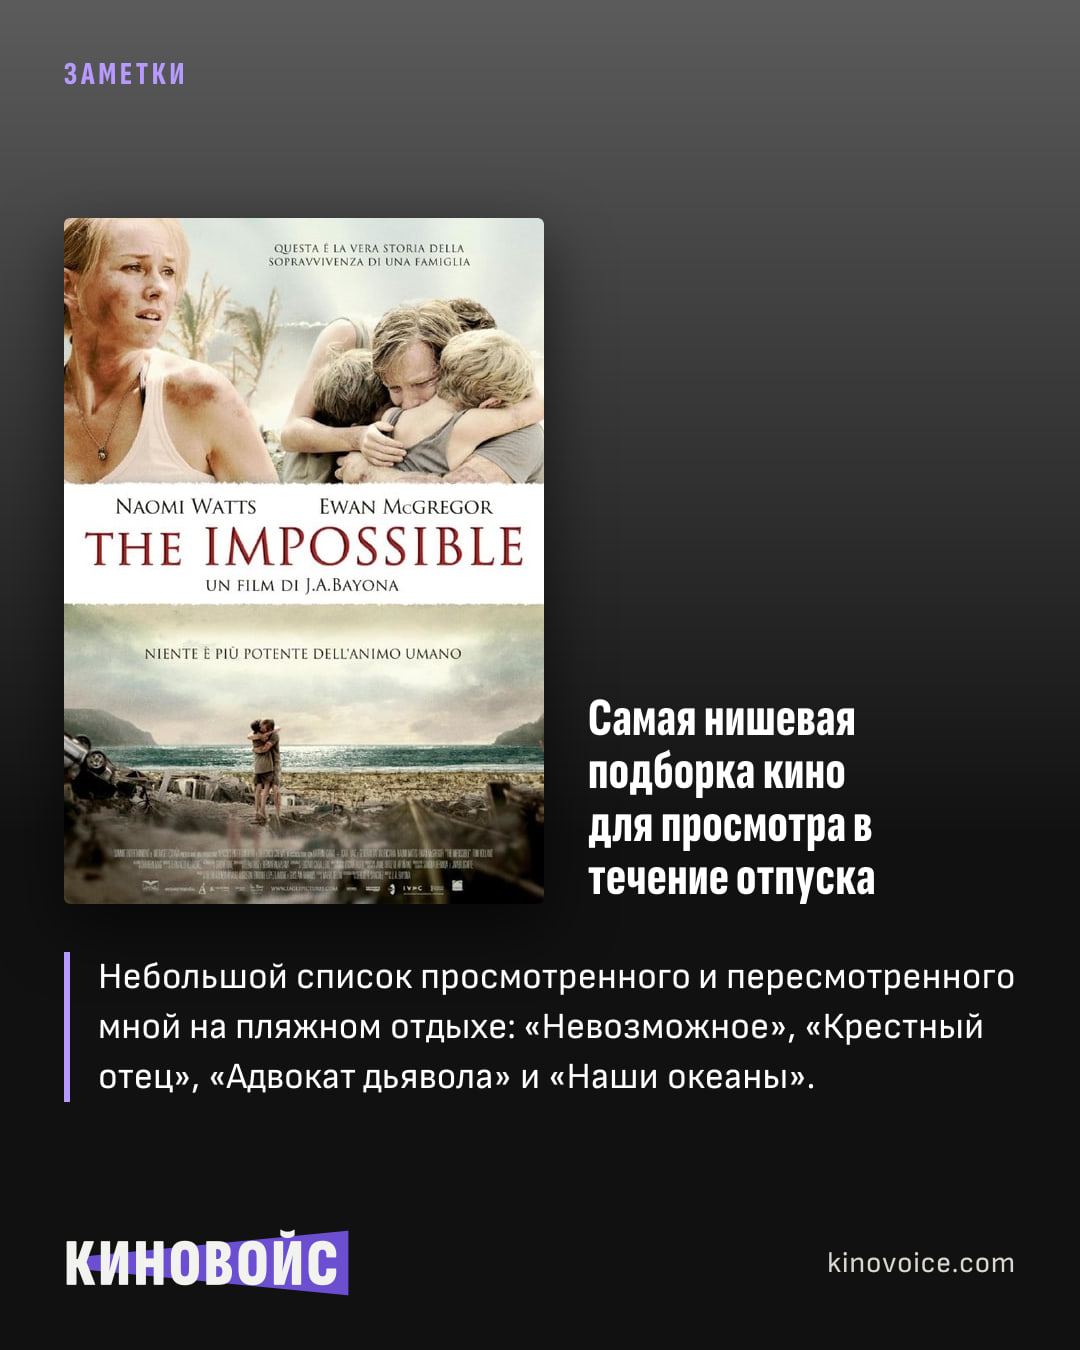 ЗАМЕТКИ
QUESTA È LA VERA STORIA DELLA
SOPRAVVIVENZA DI UNA FAMIGLIA
NAOMI WATTS EWAN MCGREGOR
THE IMPOSSIBLE
UN FILM DI J.A.BAYONA
NIENTE È PIÙ POTENTE DELL'ANIMO UMANO
Самая нишевая
подборка кино
для просмотра в
течение отпуска
Небольшой список просмотренного и пересмотренного
мной на пляжном отдыхе: «Невозможное», «Крестный
отец», «Адвокат дьявола» и «Наши океаны».
КИНОВОЙС
kinovoice.com